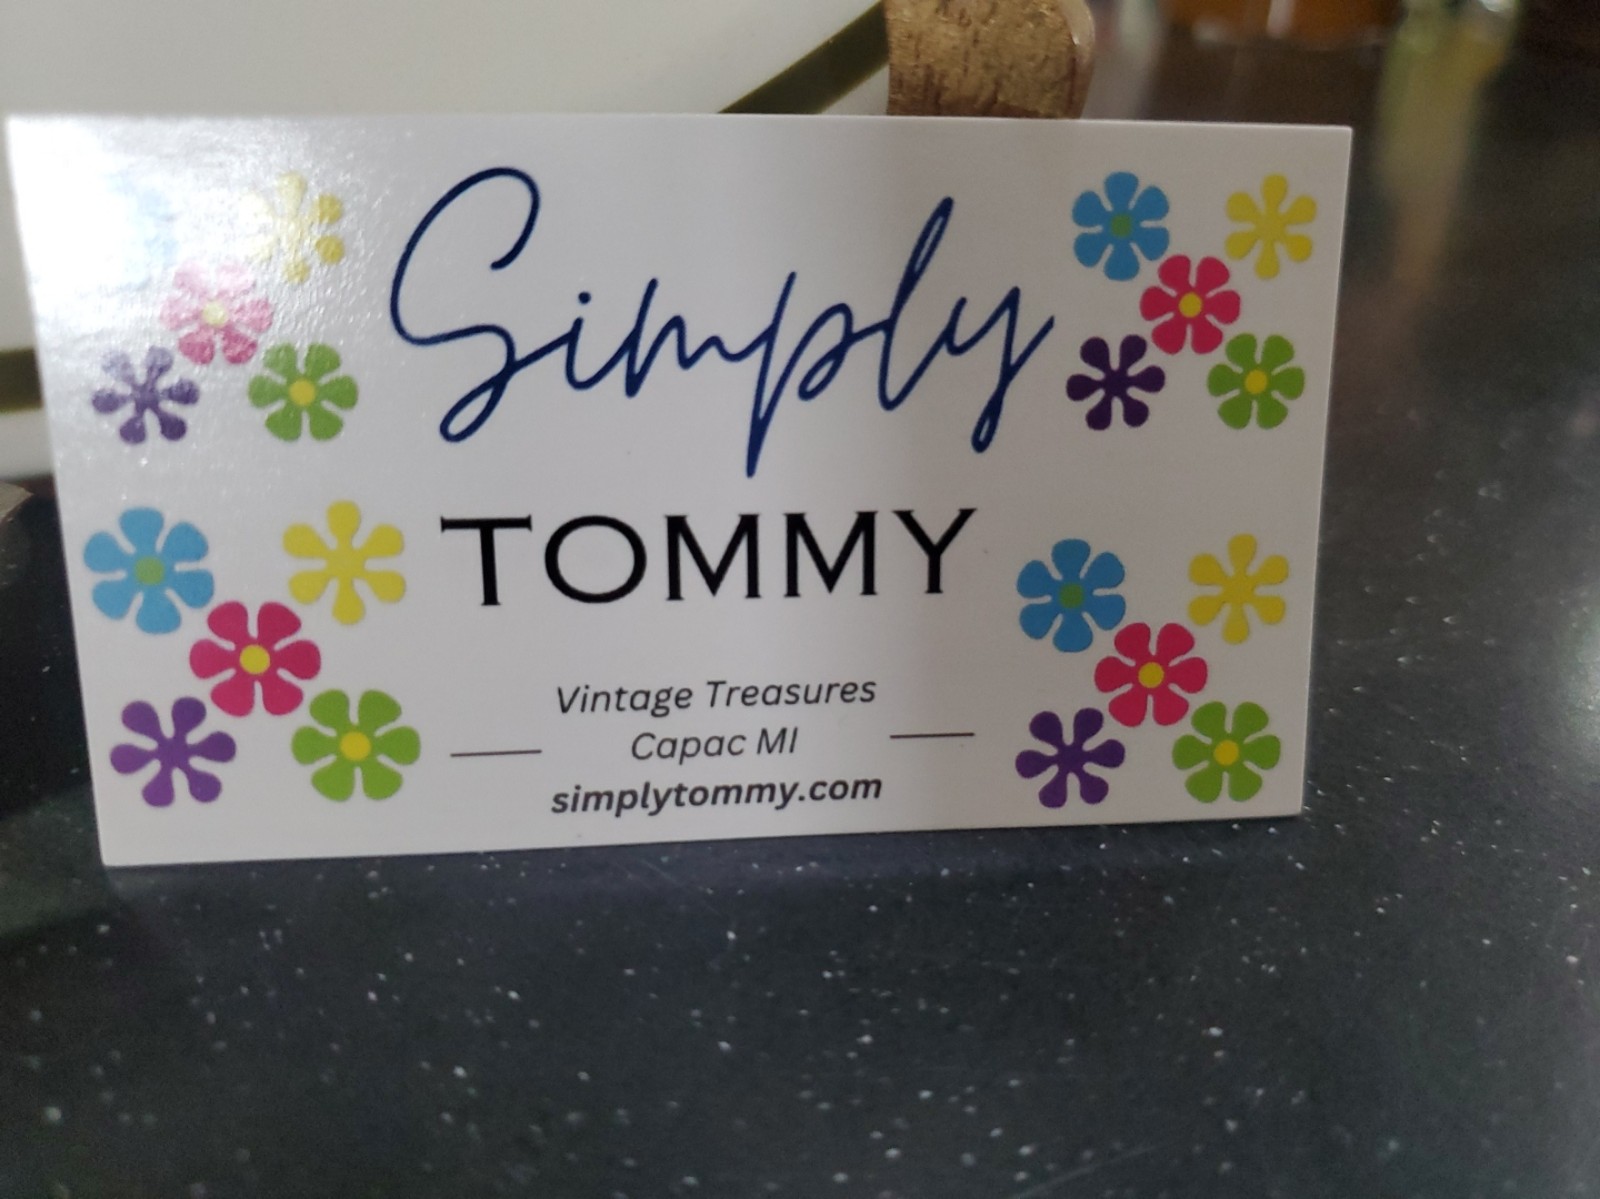 Simply
TOMMY
Vintage Treasures
Capac MI
simplytommy.com